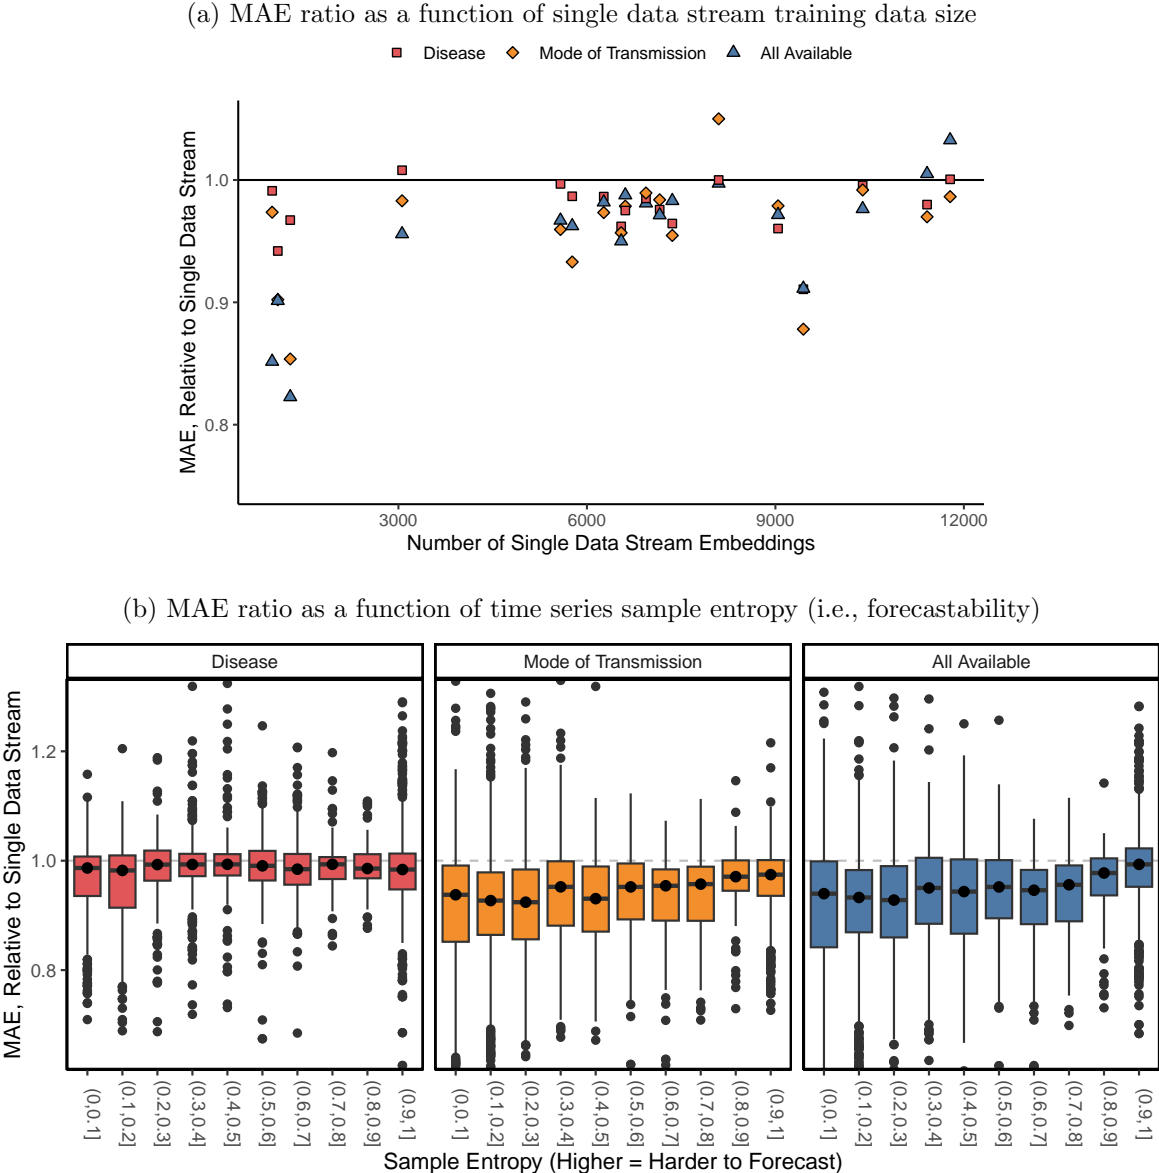 (a) MAE ratio as a function of single data stream training data size
Disease Mode of Transmission All Available
MAE, Relative to Single Data Stream
1.0
0.9
0.8
3000 6000 9000 12000
Number of Single Data Stream Embeddings
(b) MAE ratio as a function of time series sample entropy (i.e., forecastability)
Disease Mode of Transmission All Available
MAE, Relative to Single Data Stream
1.2
1.0
0.8
(0,0.1] (0.1,0.2] (0.2,0.3] (0.3,0.4] (0.4,0.5] (0.5,0.6] (0.6,0.7] (0.7,0.8] (0.8,0.9] (0.9,1] (0,0.1] (0.1,0.2] (0.2,0.3] (0.3,0.4] (0.4,0.5] (0.5,0.6] (0.6,0.7] (0.7,0.8] (0.8,0.9] (0.9,1] (0,0.1] (0.1,0.2] (0.2,0.3] (0.3,0.4] (0.4,0.5] (0.5,0.6] (0.6,0.7] (0.7,0.8] (0.8,0.9] (0.9,1]
Sample Entropy (Higher = Harder to Forecast)